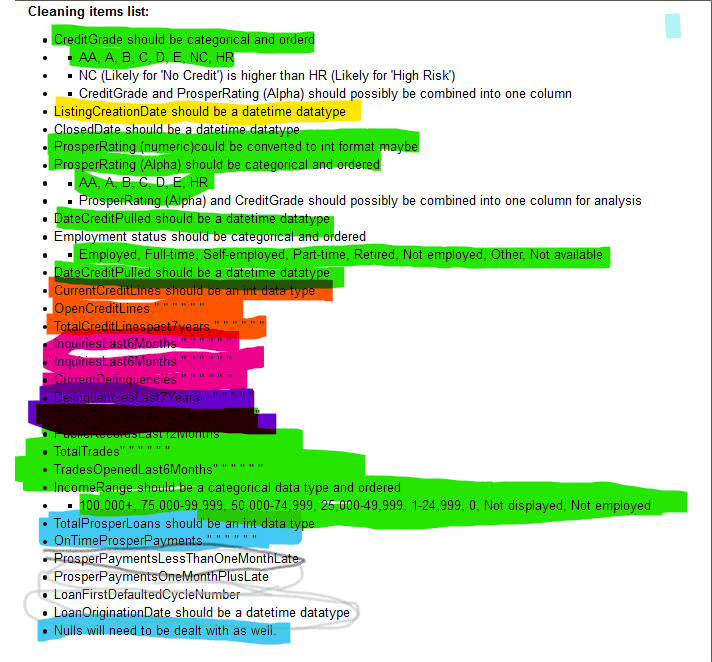 Cleaning items list:
CreditGrade should be categorical and orderd
AA, A, B, C, D, E, NC, HR
NC (Likely for 'No Credit') is higher than HR (Likely for 'High Risk')
CreditGrade and ProsperRating (Alpha) should possibly be combined into one column
ListingCreationDate should be a datetime datatype
ClosedDate should be a datetime datatype
ProsperRating (numeric)could be converted to int format maybe
ProsperRating (Alpha) should be categorical and ordered
AA, A, B, C, D, E, HR
ProsperRating (Alpha) and CreditGrade should possibly be combined into one column for analysis
DateCreditPulled should be a datetime datatype
Employment status should be categorical and ordered
Employed, Full-time, Self-employed, Part-time, Retired, Not employed, Other, Not available
DateCreditPulled should be a datetime datatype
CurrentCreditLines should be an int data type
OpenCreditLines " " " " " "
TotalCreditLinespast7years " " " " " "
InquiriesLast6Months " " " " " "
InquiriesLast6Months " " " " " "
CurrentDelinquencies " " " " " "
DelinquenciesLast7Years " " " " " "
PublicRecordsLast12Months
TotalTrades" " " " " "
TradesOpenedLast6Months" " " " " "
IncomeRange should be a categorical data type and ordered
100,000+, 75,000-99,999, 50,000-74,999, 25,000-49,999, 1-24,999, 0, Not displayed, Not employed
TotalProsperLoans should be an int data type
OnTimeProsperPayments " " " " " "
ProsperPaymentsLessThanOneMonthLate
ProsperPaymentsOneMonthPlusLate
LoanFirstDefaultedCycleNumber
LoanOriginationDate should be a datetime datatype
Nulls will need to be dealt with as well.